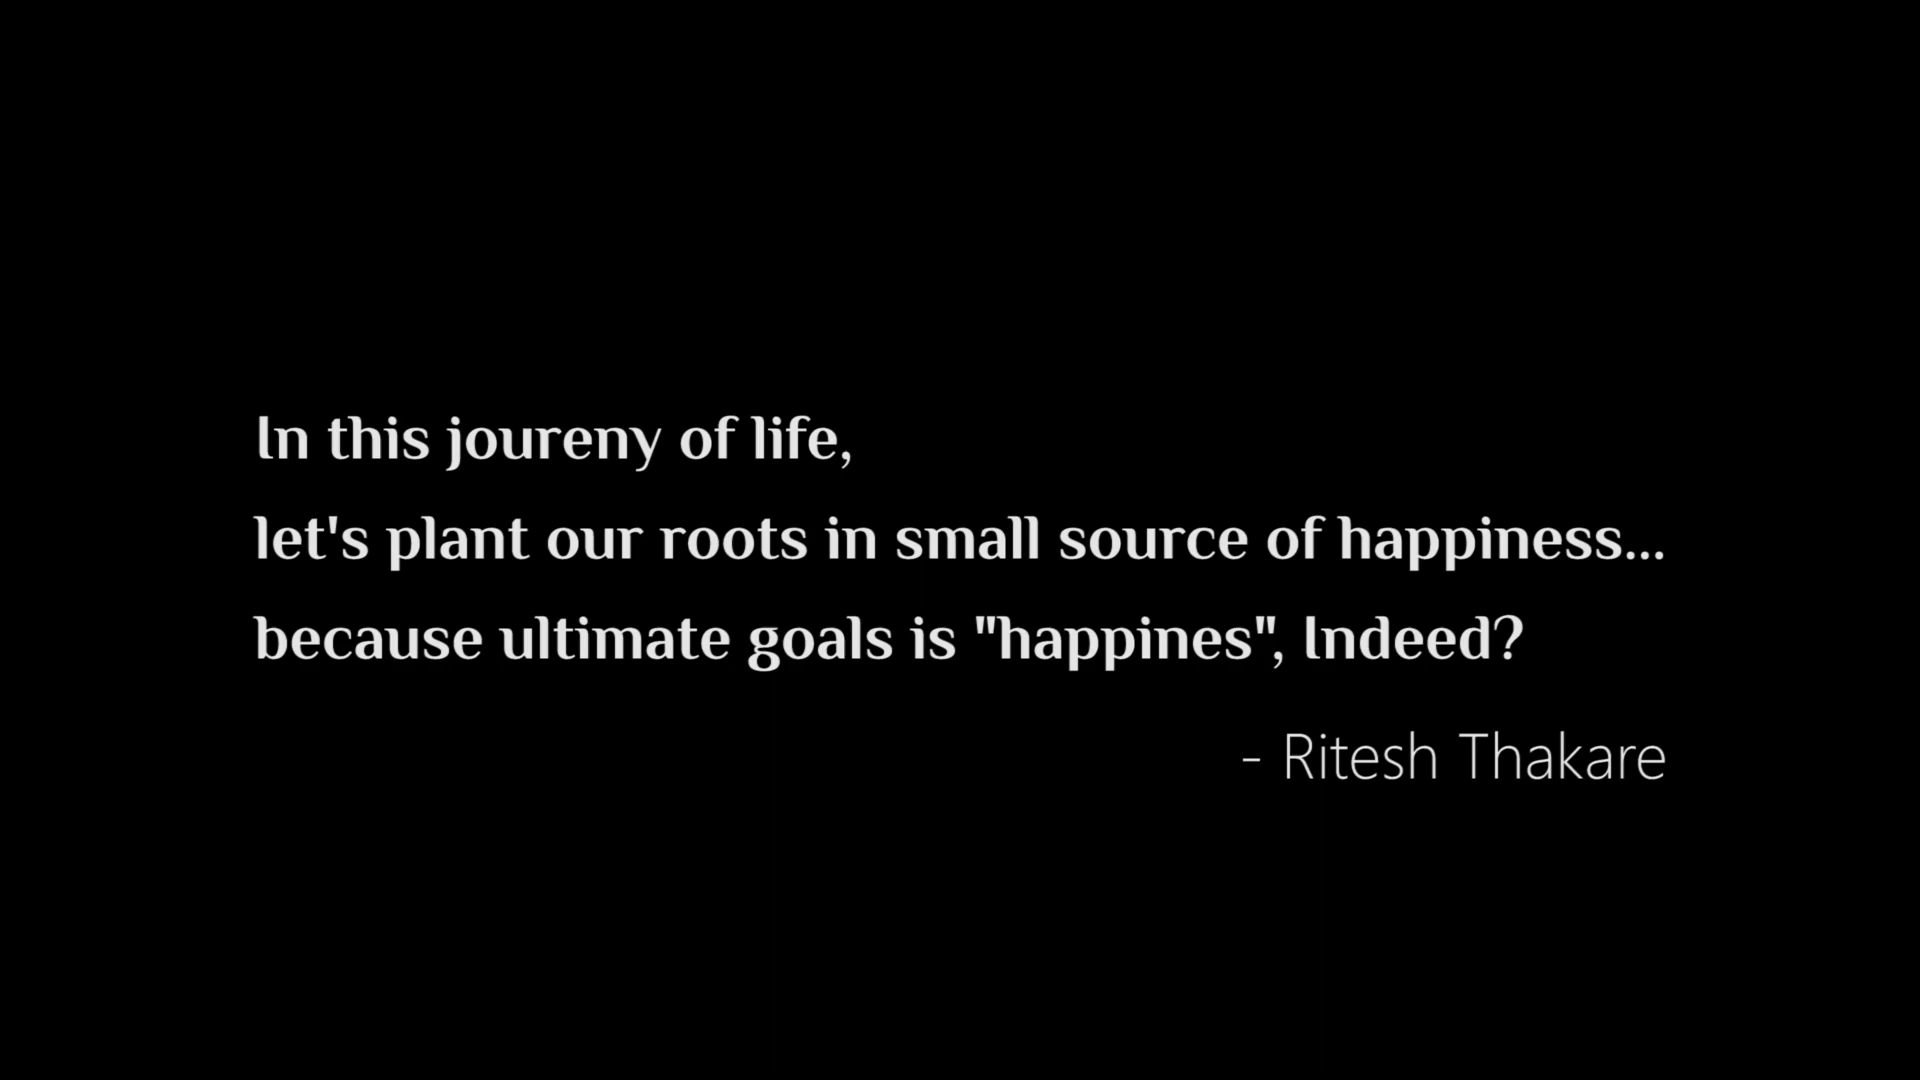 In this joureny of life,
let's plant our roots in small source of happiness...
because ultimate goals is "happines", Indeed?
- Ritesh Thakare